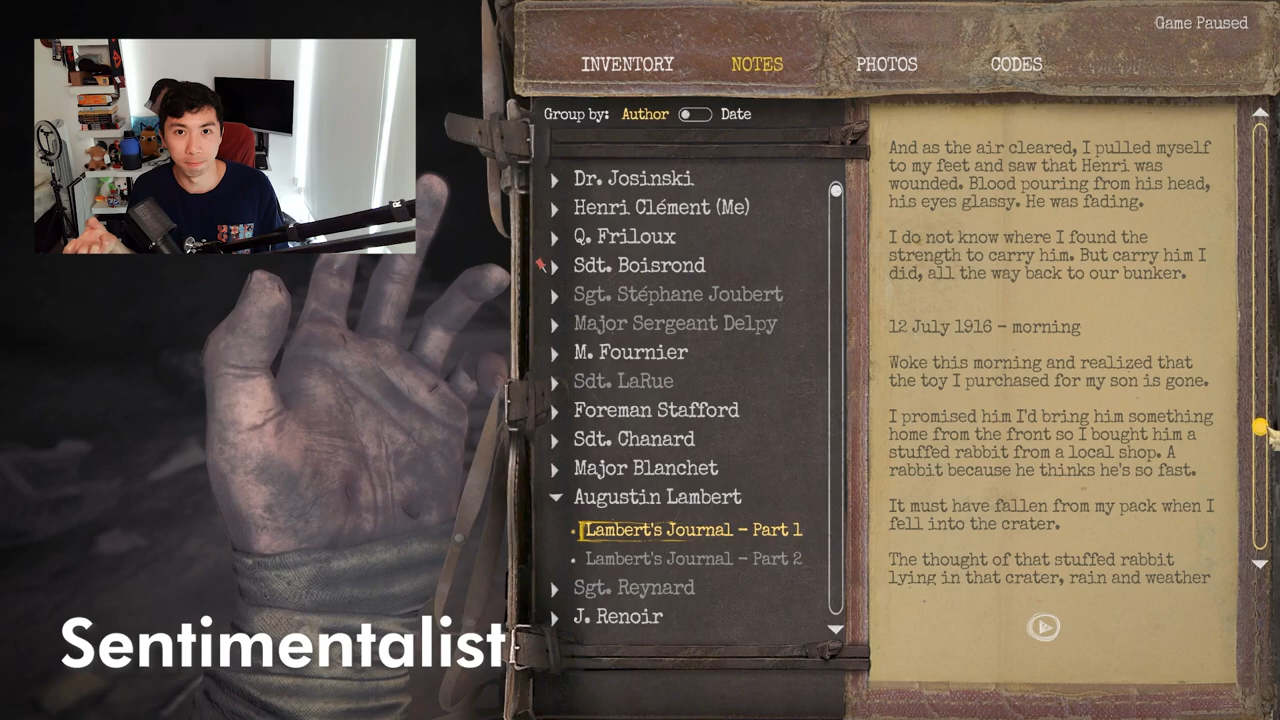 Game Paused
INVENTORY
NOTES
PHOTOS
CODES
Group by: Author Date
Dr. Josinski
Henri Clément (Me)
Q. Friloux
Sdt. Boisrond
Sgt. Stéphane Joubert
Major Sergeant Delpy
M. Fournier
Sdt. LaRue
Foreman Stafford
Sdt. Chanard
Major Blanchet
Augustin Lambert
Lambert's Journal - Part 1
Lambert's Journal - Part 2
Sgt. Reynard
J. Renoir
And as the air cleared, I pulled myself
to my feet and saw that Henri was
wounded. Blood pouring from his head,
his eyes glassy. He was fading.
I do not know where I found the
strength to carry him. But carry him I
did, all the way back to our bunker.
12 July 1916 - morning
Woke this morning and realized that
the toy I purchased for my son is gone.
I promised him I'd bring him something
home from the front so I bought him a
stuffed rabbit from a local shop. A
rabbit because he thinks he's so fast.
It must have fallen from my pack when I
fell into the crater.
The thought of that stuffed rabbit
lying in that crater, rain and weather
Sentimentalist